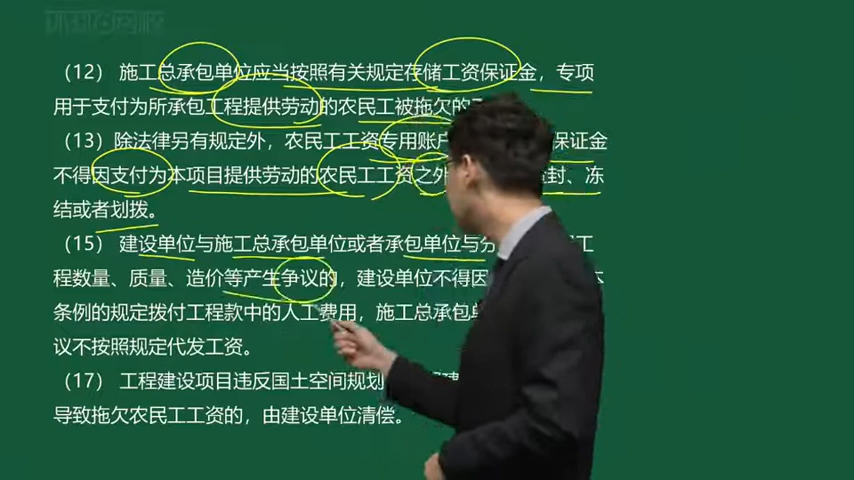 环球网校
（12） 施工总承包单位应当按照有关规定存储工资保证金，专项
用于支付为所承包工程提供劳动的农民工被拖欠的
（13）除法律另有规定外，农民工工资专用账户 保证金
不得因支付为本项目提供劳动的农民工工资之外 封、冻
结或者划拨。
（15） 建设单位与施工总承包单位或者承包单位与分 工
程数量、质量、造价等产生争议的，建设单位不得因
条例的规定拨付工程款中的人工费用，施工总承包单
议不按照规定代发工资。
（17） 工程建设项目违反国土空间规划
导致拖欠农民工工资的，由建设单位清偿。